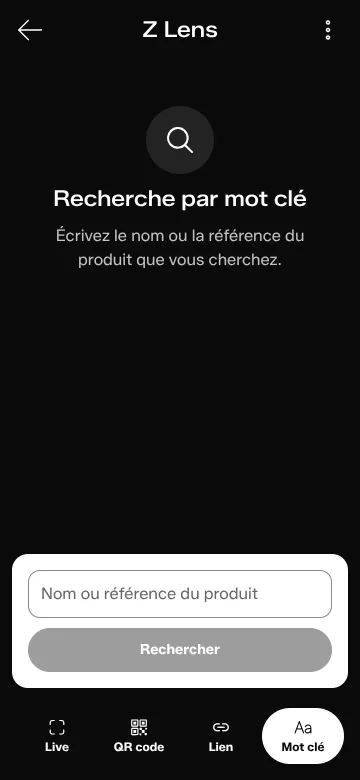 Z Lens
Recherche par mot clé
Écrivez le nom ou la référence du
produit que vous cherchez.
Nom ou référence du produit
Rechercher
Live
QR code
Lien
Aa
Mot clé